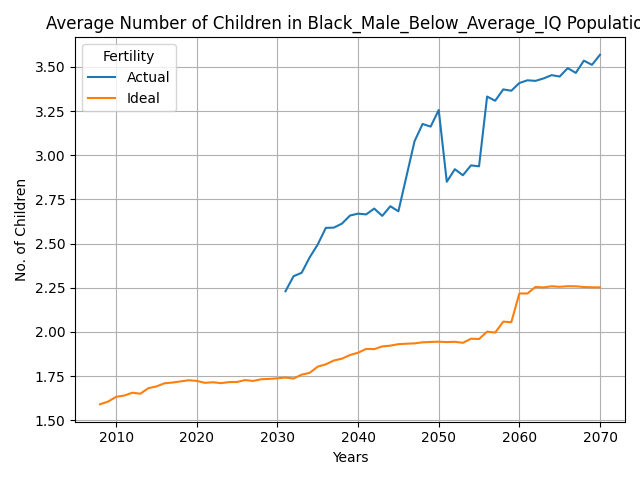 Average Number of Children in Black_Male_Below_Average_IQ Populatio
Fertility
Actual
Ideal
3.50
3.25
3.00
2.75
2.50
2.25
2.00
1.75
1.50
No. of Children
2010 2020 2030 2040 2050 2060 2070
Years